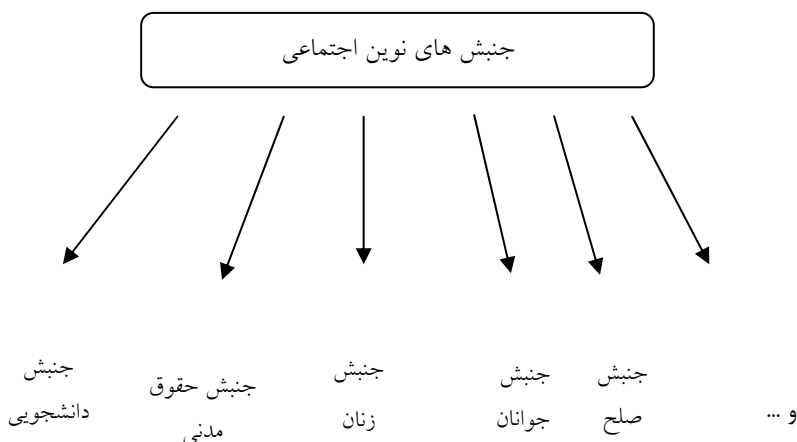 جنبش های نوین اجتماعی
و ...
جنبش
صلح
جنبش
جوانان
جنبش
زنان
جنبش حقوق
مدنی
جنبش
دانشجویی